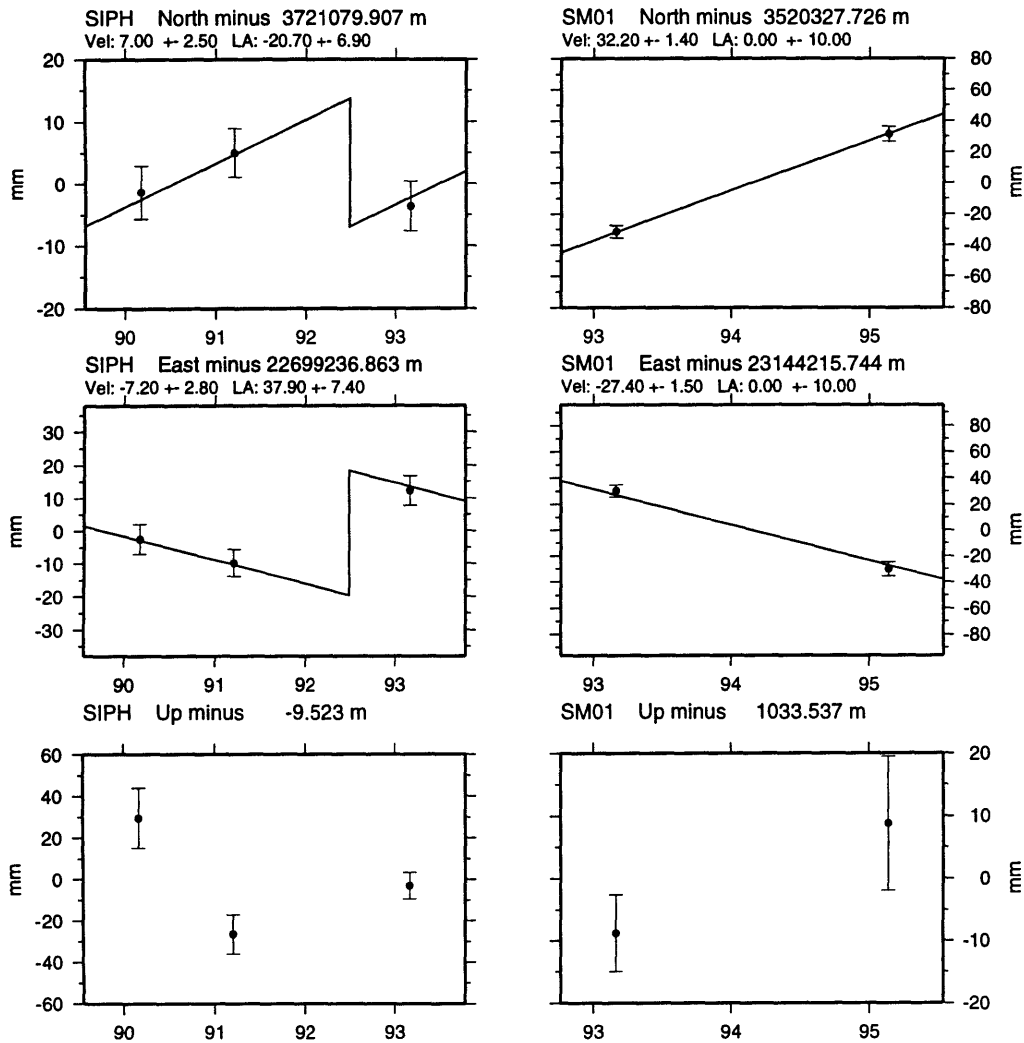 SIPH North minus 3721079.907 m
Vel: 7.00 +- 2.50 LA: -20.70 +- 6.90
20
10
0
-10
-20
mm
90 91 92 93
SM01 North minus 3520327.726 m
Vel: 32.20 +- 1.40 LA: 0.00 +- 10.00
80
60
40
20
0
-20
-40
-60
-80
mm
93 94 95
SIPH East minus 22699236.863 m
Vel: -7.20 +- 2.80 LA: 37.90 +- 7.40
30
20
10
0
-10
-20
-30
mm
90 91 92 93
SM01 East minus 23144215.744 m
Vel: -27.40 +- 1.50 LA: 0.00 +- 10.00
80
60
40
20
0
-20
-40
-60
-80
mm
93 94 95
SIPH Up minus -9.523 m
60
40
20
0
-20
-40
-60
mm
90 91 92 93
SM01 Up minus 1033.537 m
20
10
0
-10
-20
mm
93 94 95